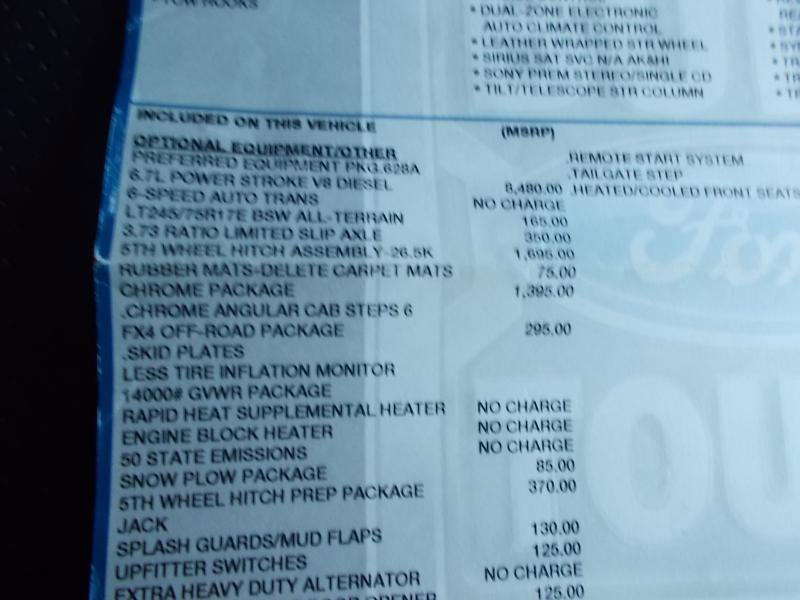 TOW HOOKS
• DUAL-ZONE ELECTRONIC
AUTO CLIMATE CONTROL
• LEATHER WRAPPED STR WHEEL
• SIRIUS SAT SVC N/A AK&HI
• SONY PREM STEREO/SINGLE CD
• TILT/TELESCOPE STR COLUMN
INCLUDED ON THIS VEHICLE (MSRP)
OPTIONAL EQUIPMENT/OTHER
PREFERRED EQUIPMENT PKG.628A .REMOTE START SYSTEM
.TAILGATE STEP
6.7L POWER STROKE V8 DIESEL 8,480.00 .HEATED/COOLED FRONT SEATS
6-SPEED AUTO TRANS NO CHARGE
LT245/75R17E BSW ALL-TERRAIN 165.00
3.73 RATIO LIMITED SLIP AXLE 350.00
5TH WHEEL HITCH ASSEMBLY-26.5K 1,695.00
RUBBER MATS-DELETE CARPET MATS 75.00
CHROME PACKAGE 1,395.00
.CHROME ANGULAR CAB STEPS 6
FX4 OFF-ROAD PACKAGE 295.00
.SKID PLATES
LESS TIRE INFLATION MONITOR
14000# GVWR PACKAGE
RAPID HEAT SUPPLEMENTAL HEATER NO CHARGE
ENGINE BLOCK HEATER NO CHARGE
50 STATE EMISSIONS NO CHARGE
SNOW PLOW PACKAGE 85.00
5TH WHEEL HITCH PREP PACKAGE 370.00
JACK
SPLASH GUARDS/MUD FLAPS 130.00
UPFITTER SWITCHES 125.00
EXTRA HEAVY DUTY ALTERNATOR NO CHARGE
OPENER 125.00